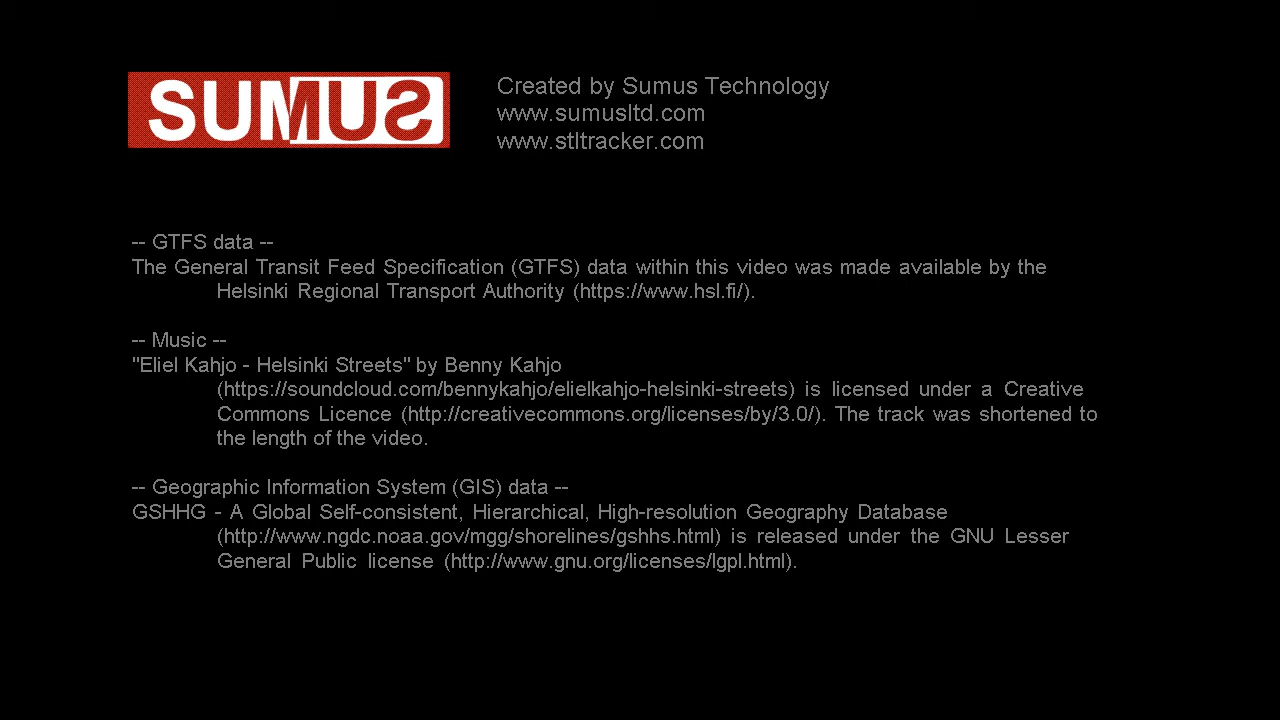 SUMUS
Created by Sumus Technology
www.sumusltd.com
www.stltracker.com
-- GTFS data --
The General Transit Feed Specification (GTFS) data within this video was made available by the
Helsinki Regional Transport Authority (https://www.hsl.fi/).
-- Music --
"Eliel Kahjo - Helsinki Streets" by Benny Kahjo
(https://soundcloud.com/bennykahjo/elielkahjo-helsinki-streets) is licensed under a Creative
Commons Licence (http://creativecommons.org/licenses/by/3.0/). The track was shortened to
the length of the video.
-- Geographic Information System (GIS) data --
GSHHG - A Global Self-consistent, Hierarchical, High-resolution Geography Database
(http://www.ngdc.noaa.gov/mgg/shorelines/gshhs.html) is released under the GNU Lesser
General Public license (http://www.gnu.org/licenses/lgpl.html).